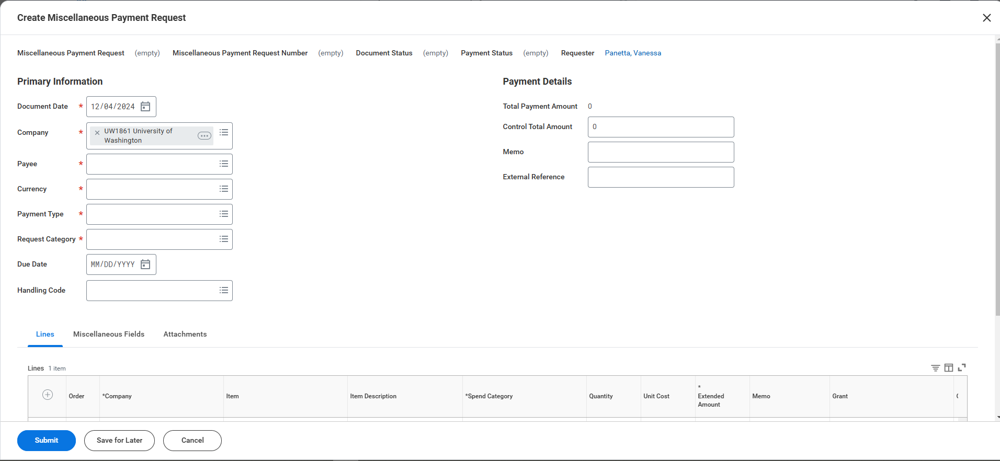 Create Miscellaneous Payment Request
Miscellaneous Payment Request (empty) Miscellaneous Payment Request Number (empty) Document Status (empty) Payment Status (empty) Requester Panetta, Vanessa
Primary Information
Document Date * 12/04/2024
Company * UW1861 University of
Washington
Payee *
Currency *
Payment Type *
Request Category *
Due Date MM/DD/YYYY
Handling Code
Payment Details
Total Payment Amount 0
Control Total Amount 0
Memo
External Reference
Lines Miscellaneous Fields Attachments
Lines 1 item
Order *Company Item Item Description *Spend Category Quantity Unit Cost *
Extended
Amount Memo Grant
Submit Save for Later Cancel